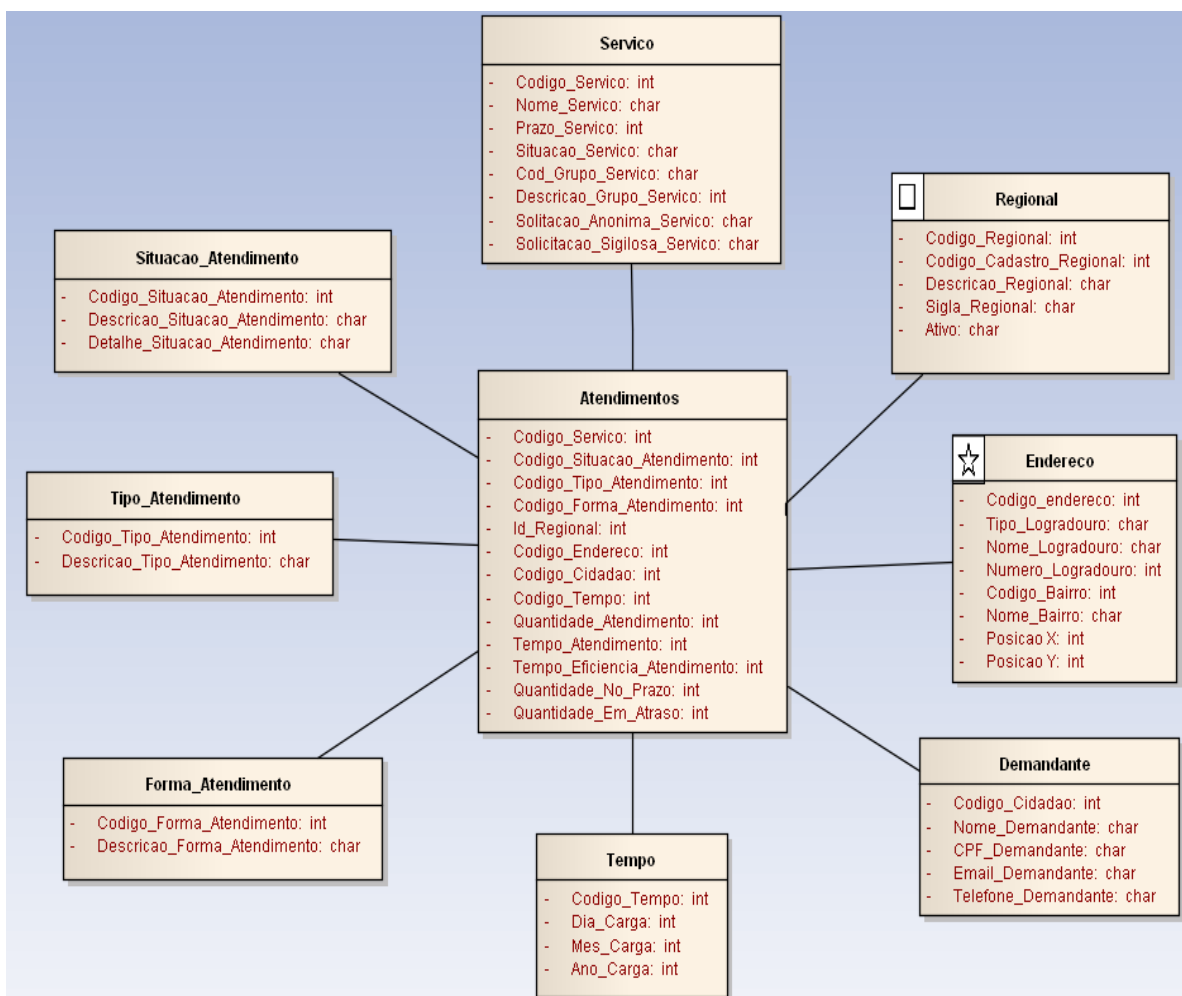 Servico
- Codigo_Servico: int
- Nome_Servico: char
- Prazo_Servico: int
- Situacao_Servico: char
- Cod_Grupo_Servico: char
- Descricao_Grupo_Servico: int
- Solitacao_Anonima_Servico: char
- Solicitacao_Sigilosa_Servico: char
Regional
- Codigo_Regional: int
- Codigo_Cadastro_Regional: int
- Descricao_Regional: char
- Sigla_Regional: char
- Ativo: char
Situacao_Atendimento
- Codigo_Situacao_Atendimento: int
- Descricao_Situacao_Atendimento: char
- Detalhe_Situacao_Atendimento: char
Atendimentos
- Codigo_Servico: int
- Codigo_Situacao_Atendimento: int
- Codigo_Tipo_Atendimento: int
- Codigo_Forma_Atendimento: int
- Id_Regional: int
- Codigo_Endereco: int
- Codigo_Cidadao: int
- Codigo_Tempo: int
- Quantidade_Atendimento: int
- Tempo_Atendimento: int
- Tempo_Eficiencia_Atendimento: int
- Quantidade_No_Prazo: int
- Quantidade_Em_Atraso: int
Endereco
- Codigo_endereco: int
- Tipo_Logradouro: char
- Nome_Logradouro: char
- Numero_Logradouro: int
- Codigo_Bairro: int
- Nome_Bairro: char
- Posicao X: int
- Posicao Y: int
Tipo_Atendimento
- Codigo_Tipo_Atendimento: int
- Descricao_Tipo_Atendimento: char
Forma_Atendimento
- Codigo_Forma_Atendimento: int
- Descricao_Forma_Atendimento: char
Demandante
- Codigo_Cidadao: int
- Nome_Demandante: char
- CPF_Demandante: char
- Email_Demandante: char
- Telefone_Demandante: char
Tempo
- Codigo_Tempo: int
- Dia_Carga: int
- Mes_Carga: int
- Ano_Carga: int